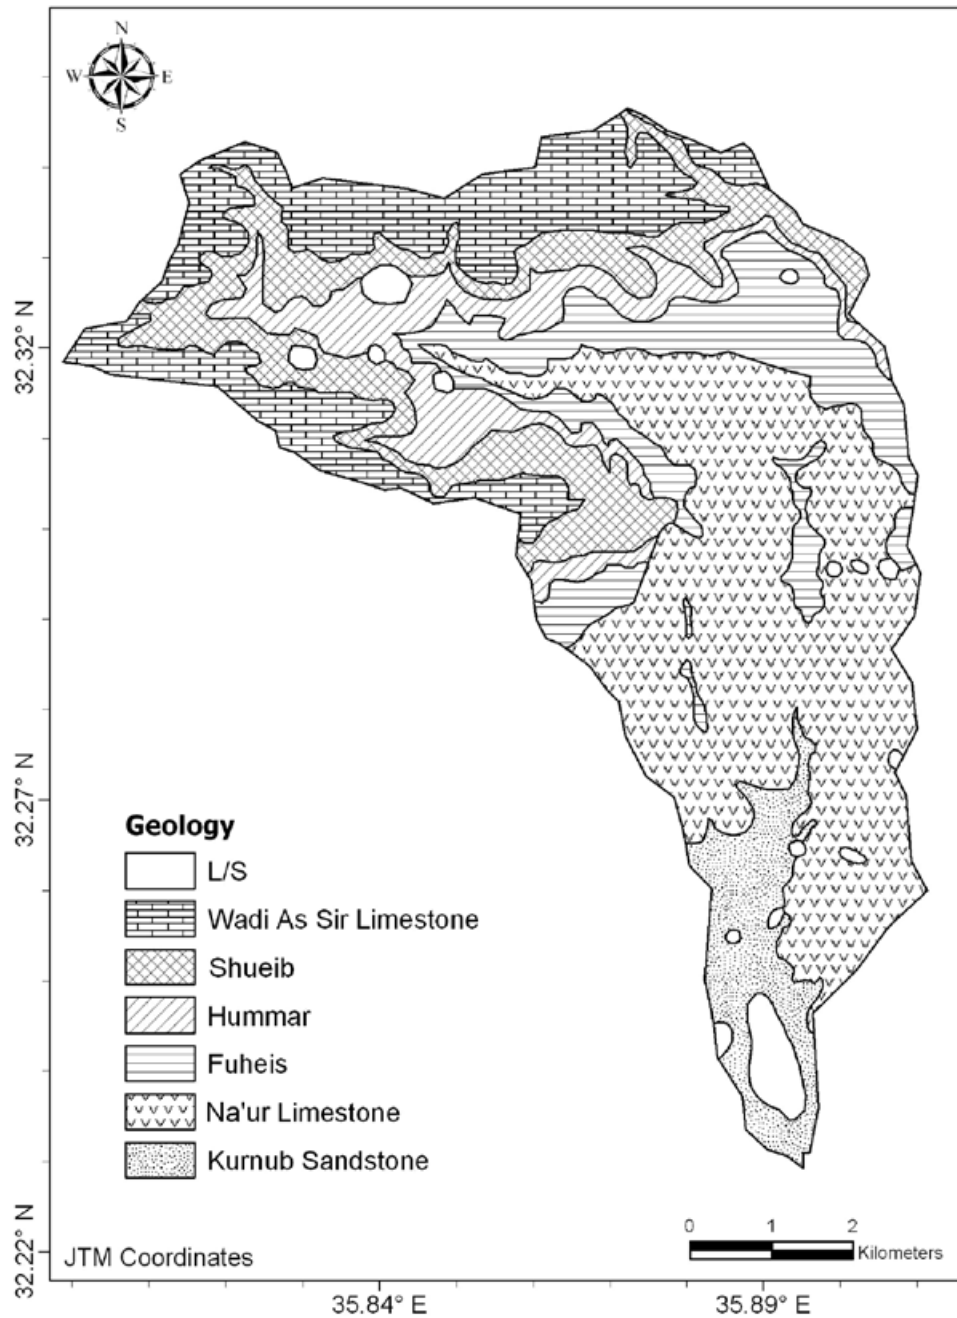 N
W E
S
32.32° N
32.27° N
32.22° N
Geology
L/S
Wadi As Sir Limestone
Shueib
Hummar
Fuheis
Na'ur Limestone
Kurnub Sandstone
JTM Coordinates
0 1 2
Kilometers
35.84° E 35.89° E